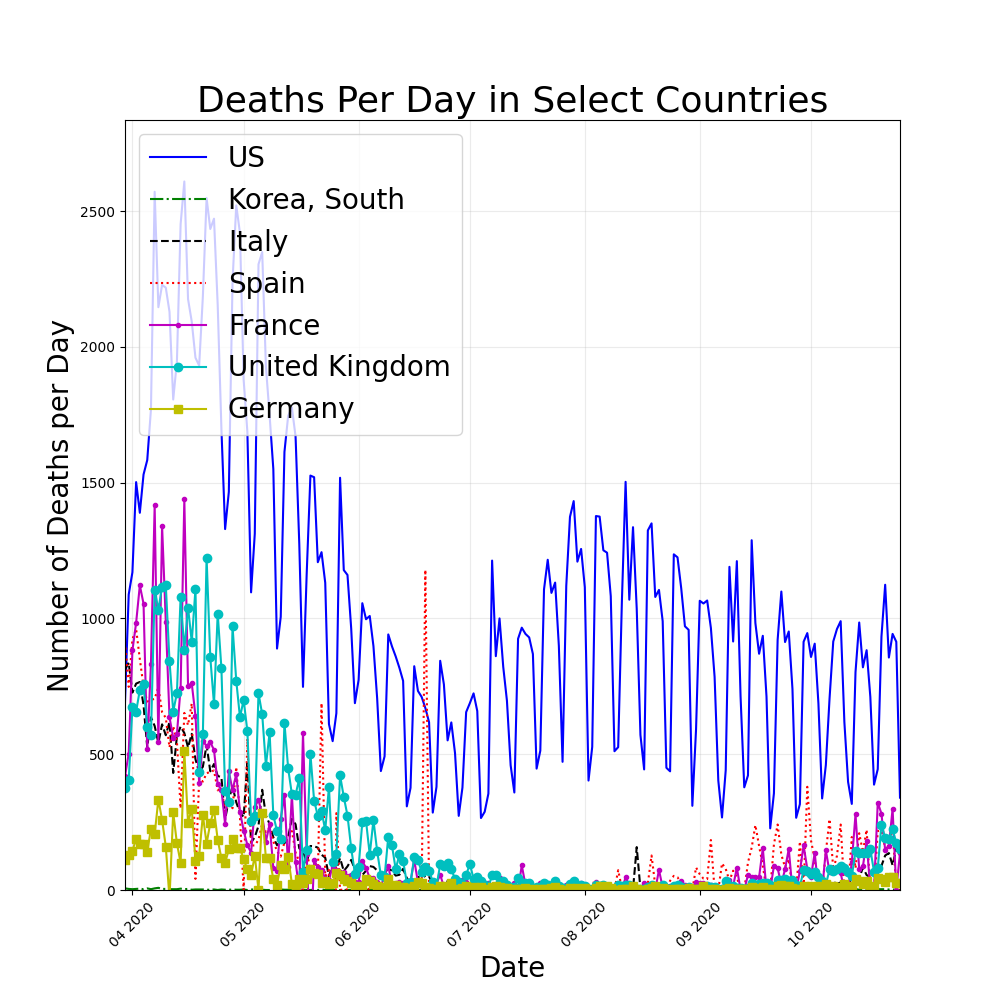 Deaths Per Day in Select Countries
US
Korea, South
Italy
Spain
France
United Kingdom
Germany
Number of Deaths per Day
2500
2000
1500
1000
500
0
04 2020
05 2020
06 2020
07 2020
08 2020
09 2020
10 2020
Date